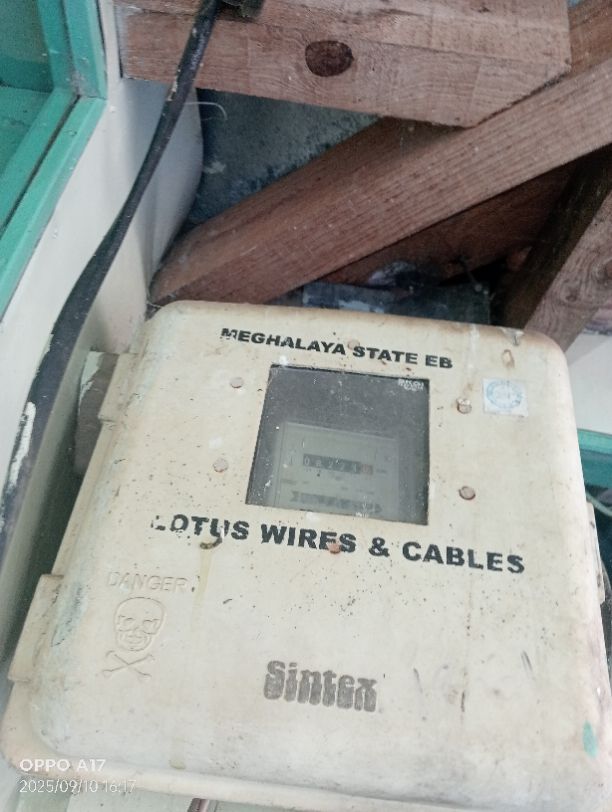 MEGHALAYA STATE EB
LOTUS WIRES & CABLES
DANGER
Sintex
OPPO A17
2025/09/10 16:17